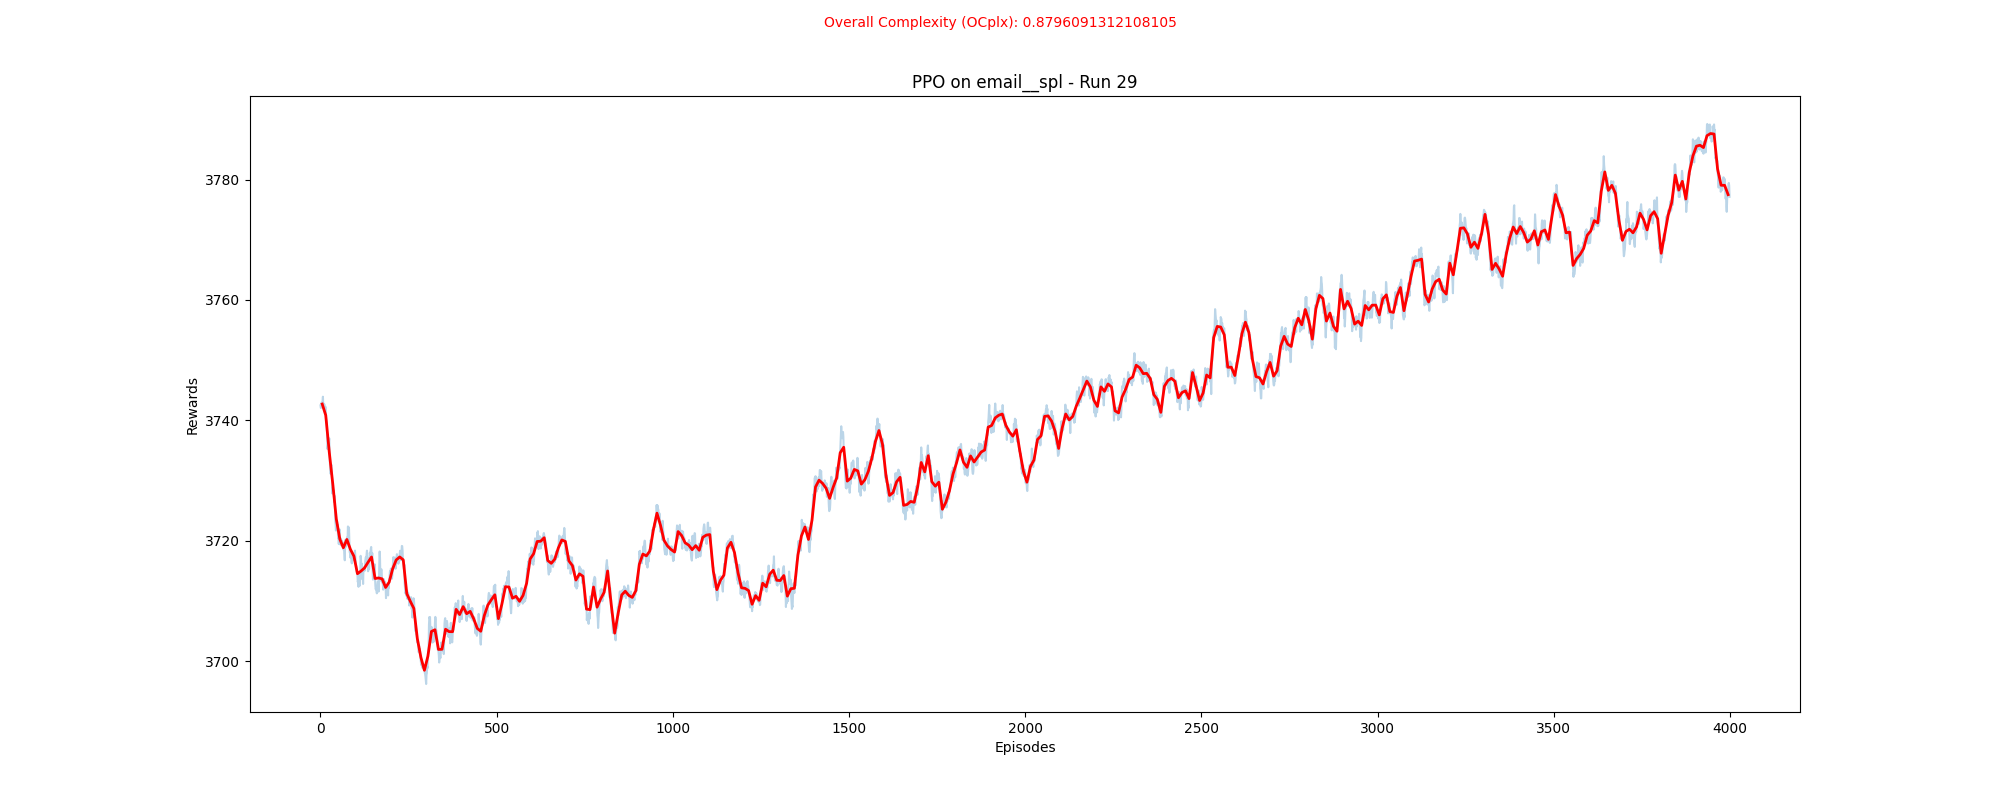 Overall Complexity (OCplx): 0.8796091312108105
PPO on email__spl - Run 29
3780
3760
3740
3720
3700
Rewards
0 500 1000 1500 2000 2500 3000 3500 4000
Episodes